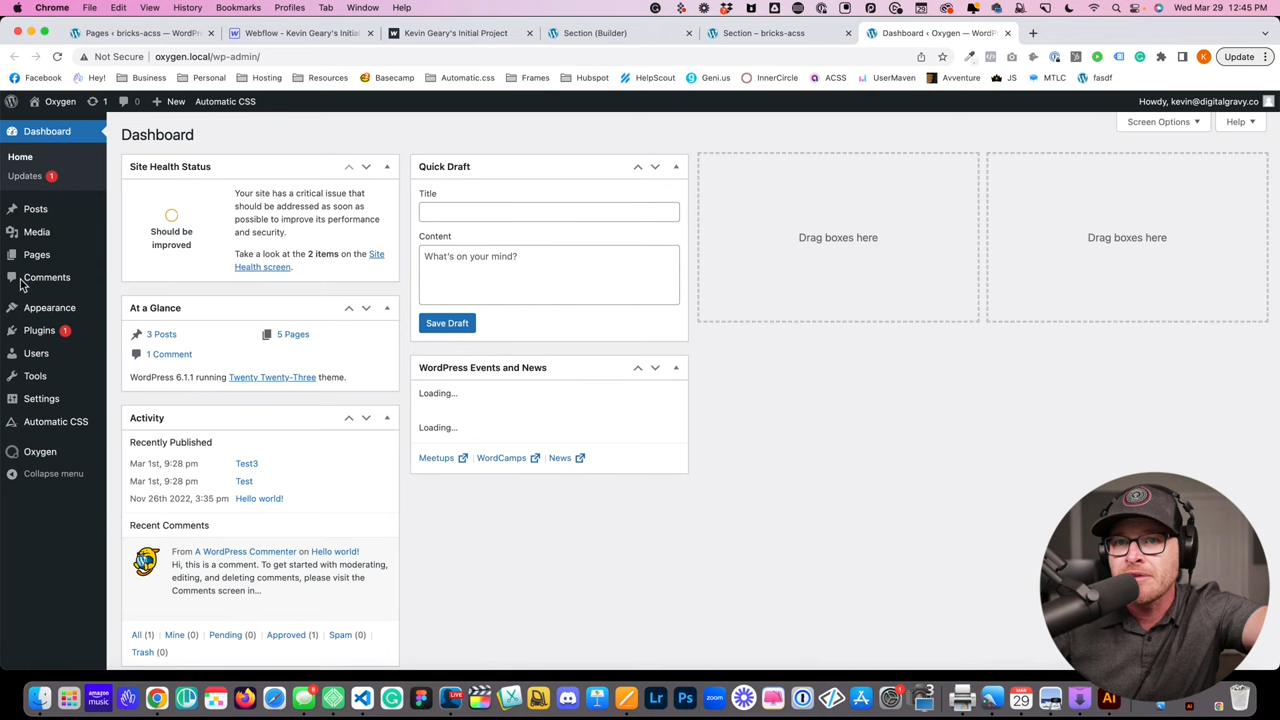 Chrome File Edit View History Bookmarks Profiles Tab Window Help Wed Mar 29 12:45 PM
Pages ‹ bricks-acss — WordPr
Webflow - Kevin Geary's Initial
Kevin Geary's Initial Project
Section (Builder)
Section – bricks-acss
Dashboard ‹ Oxygen — WordPr
Not Secure oxygen.local/wp-admin/ Update
Facebook Hey! Business Personal Hosting Resources Basecamp Automatic.css Frames Hubspot HelpScout Geni.us InnerCircle ACSS UserMaven Avventure JS MTLC fasdf
Oxygen 1 0 New Automatic CSS Howdy, kevin@digitalgravy.co
Screen Options Help
Dashboard
Home
Updates 1
Posts
Media
Pages
Comments
Appearance
Plugins 1
Users
Tools
Settings
Automatic CSS
Oxygen
Collapse menu
Dashboard
Site Health Status
Should be
improved
Your site has a critical issue that
should be addressed as soon as
possible to improve its performance
and security.
Take a look at the 2 items on the Site
Health screen.
At a Glance
3 Posts 5 Pages
1 Comment
WordPress 6.1.1 running Twenty Twenty-Three theme.
Activity
Recently Published
Mar 1st, 9:28 pm Test3
Mar 1st, 9:28 pm Test
Nov 26th 2022, 3:35 pm Hello world!
Recent Comments
From A WordPress Commenter on Hello world!
Hi, this is a comment. To get started with moderating,
editing, and deleting comments, please visit the
Comments screen in...
All (1) | Mine (0) | Pending (0) | Approved (1) | Spam (0) |
Trash (0)
Quick Draft
Title
Content
What's on your mind?
Save Draft
WordPress Events and News
Loading...
Loading...
Meetups | WordCamps | News
Drag boxes here
Drag boxes here
amazon
music
LIVE
Lr
Ps
zoom
MAR
29
Ai